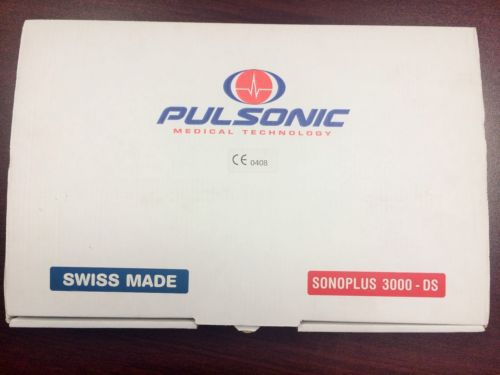 PULSONIC
MEDICAL TECHNOLOGY
CE 0408
SWISS MADE
SONOPLUS 3000 - DS